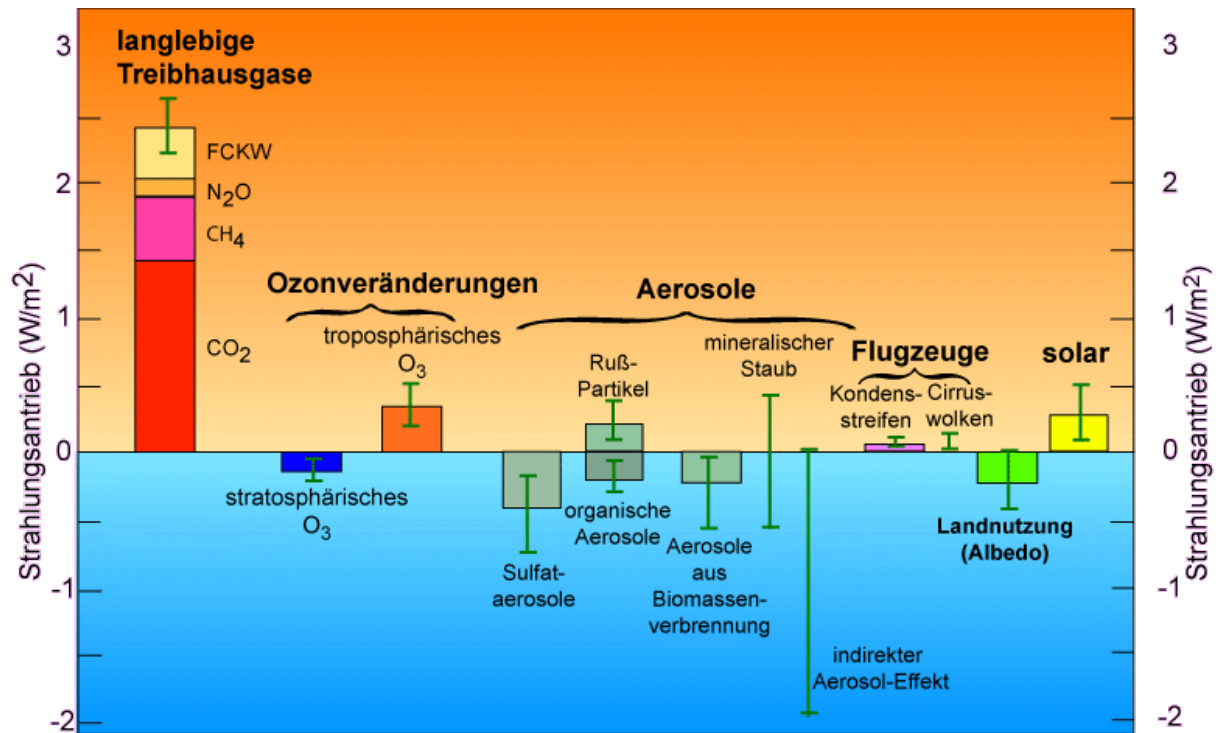 langlebige
Treibhausgase
FCKW
N2O
CH4
CO2
Ozonveränderungen
troposphärisches
O3
stratosphärisches
O3
Aerosole
Ruß-
Partikel
mineralischer
Staub
Sulfat-
aerosole
organische
Aerosole
Aerosole
aus
Biomassen-
verbrennung
indirekter
Aerosol-Effekt
Flugzeuge
Kondens-
streifen
Cirrus-
wolken
Landnutzung
(Albedo)
solar
Strahlungsantrieb (W/m2)
3
2
1
0
-1
-2
Strahlungsantrieb (W/m2)
3
2
1
0
-1
-2